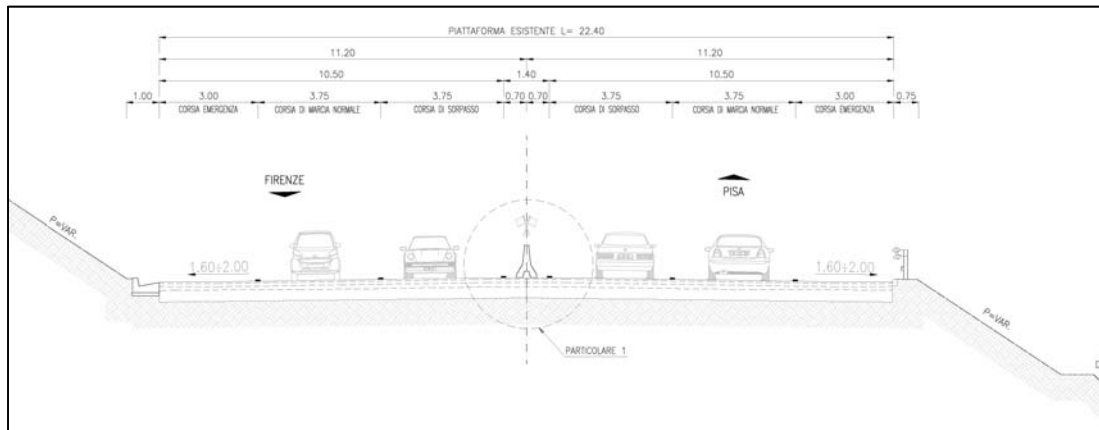 PIATTAFORMA ESISTENTE L= 22.40
11.20 11.20
10.50 1.40 10.50
1.00 3.00 3.75 3.75 0.70 0.70 3.75 3.75 3.00 0.75
CORSIA EMERGENZA CORSIA DI MARCIA NORMALE CORSIA DI SORPASSO CORSIA DI SORPASSO CORSIA DI MARCIA NORMALE CORSIA EMERGENZA
FIRENZE PISA
P=VAR.
1.60÷2.00 1.60÷2.00
P=VAR.
PARTICOLARE 1